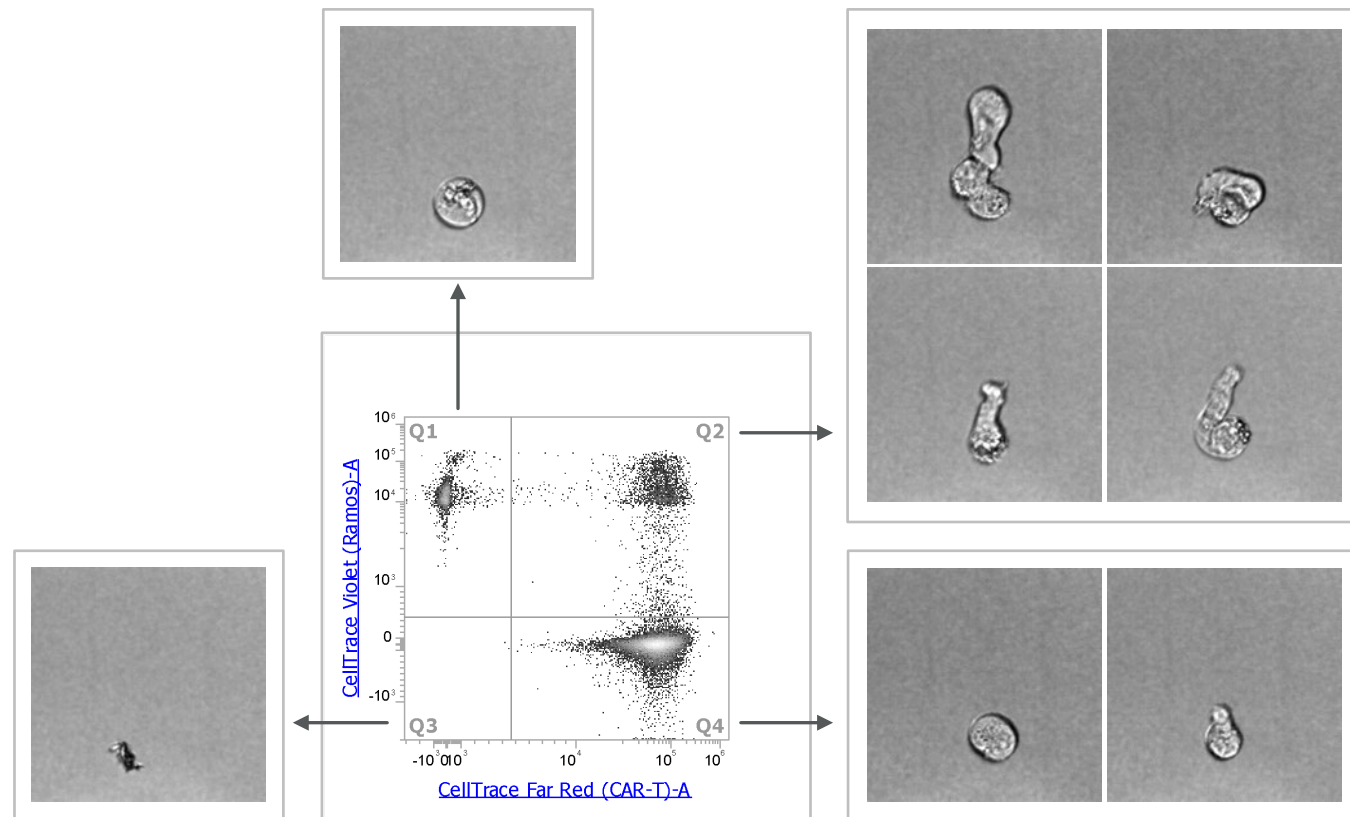 10⁶
Q1
Q2
10⁵
10⁴
10³
0
-10³
Q3
Q4
-10³ 0 10³
10⁴
10⁵
10⁶
CellTrace Violet (Ramos)-A
CellTrace Far Red (CAR-T)-A